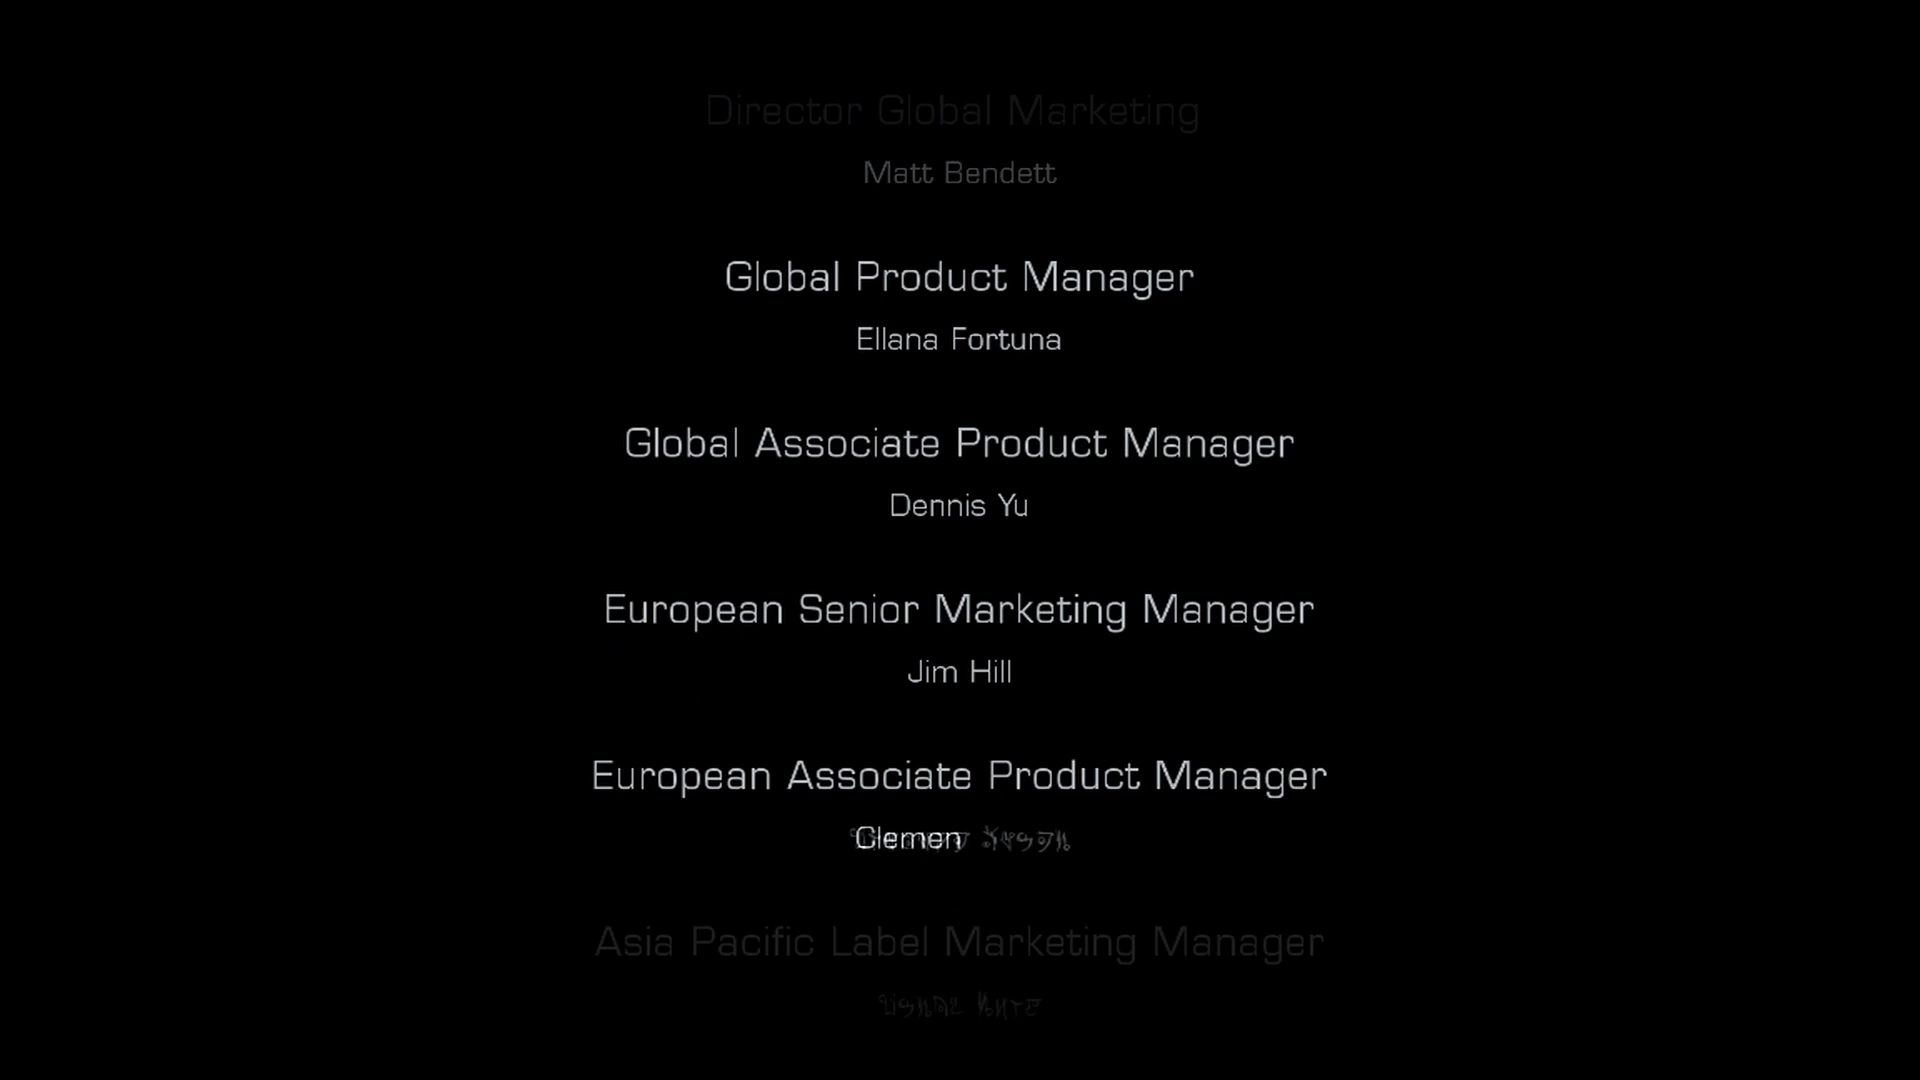 Director Global Marketing
Matt Bendett
Global Product Manager
Ellana Fortuna
Global Associate Product Manager
Dennis Yu
European Senior Marketing Manager
Jim Hill
European Associate Product Manager
Clemen
Asia Pacific Label Marketing Manager